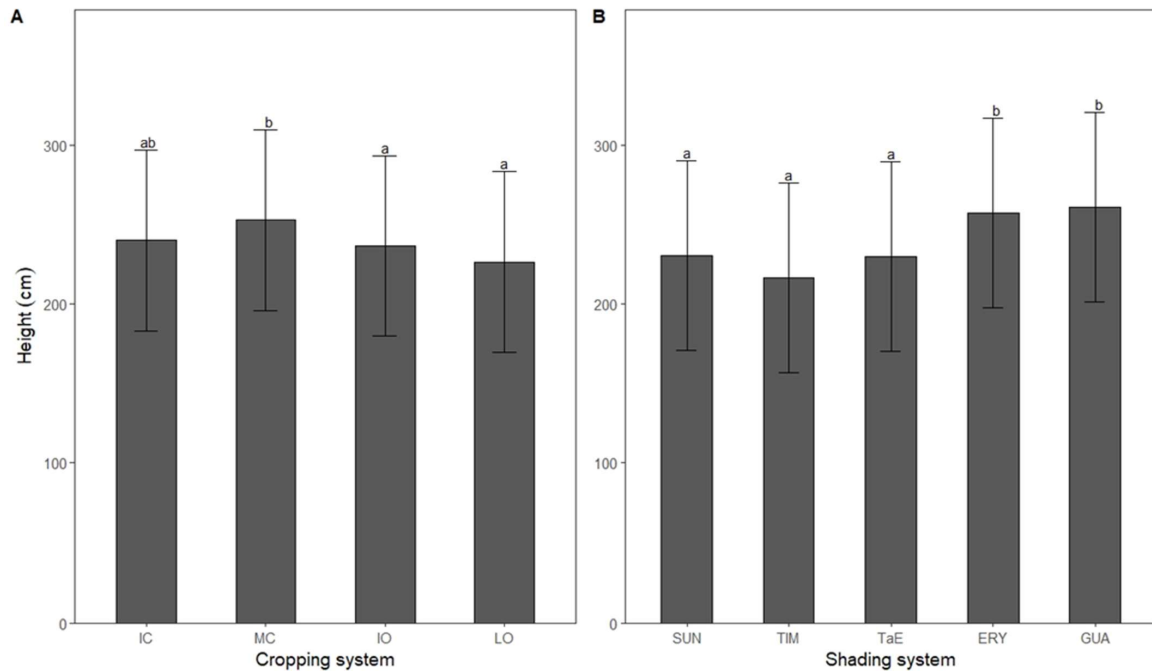 A
Height (cm)
300
200
100
0
ab
b
a
a
IC MC IO LO
Cropping system
B
300
200
100
0
a
a
a
b
b
SUN TIM TaE ERY GUA
Shading system